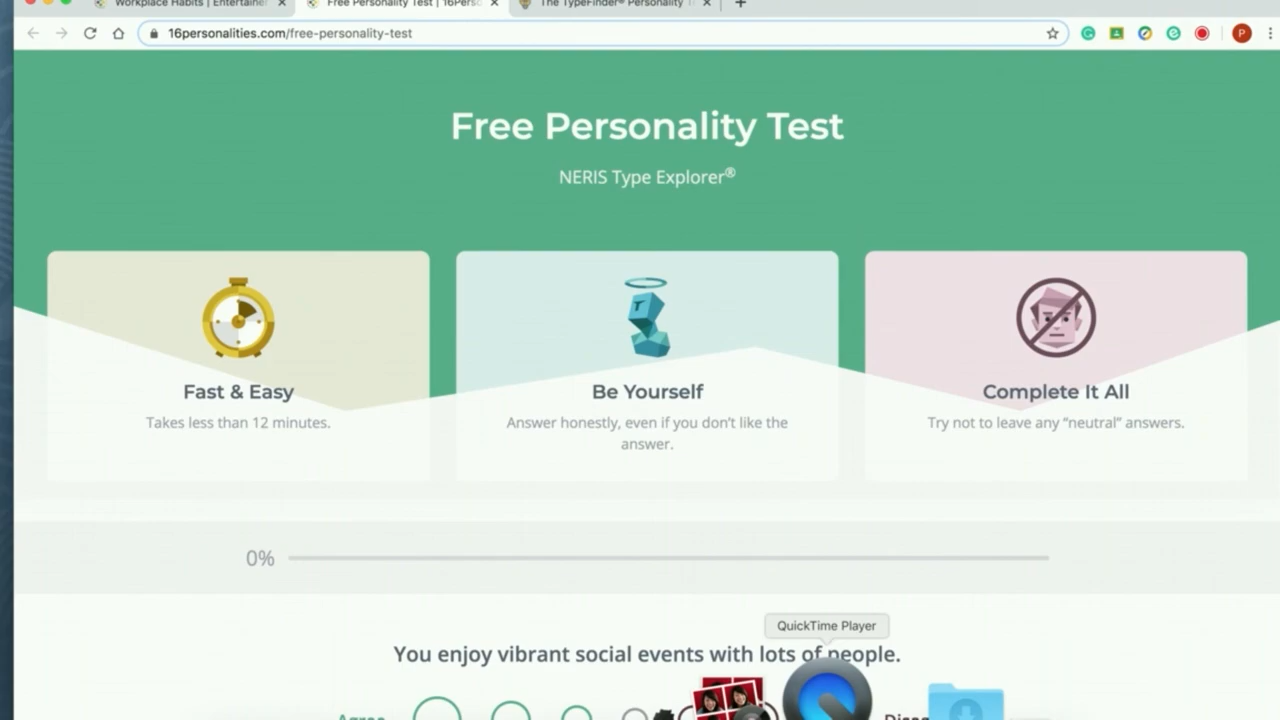 Workplace Habits | Entertainer
Free Personality Test | 16Perso
The TypeFinder® Personality T
16personalities.com/free-personality-test
P
Free Personality Test
NERIS Type Explorer®
Fast & Easy
Takes less than 12 minutes.
T
Be Yourself
Answer honestly, even if you don't like the
answer.
Complete It All
Try not to leave any "neutral" answers.
0%
QuickTime Player
You enjoy vibrant social events with lots of people.
Agree